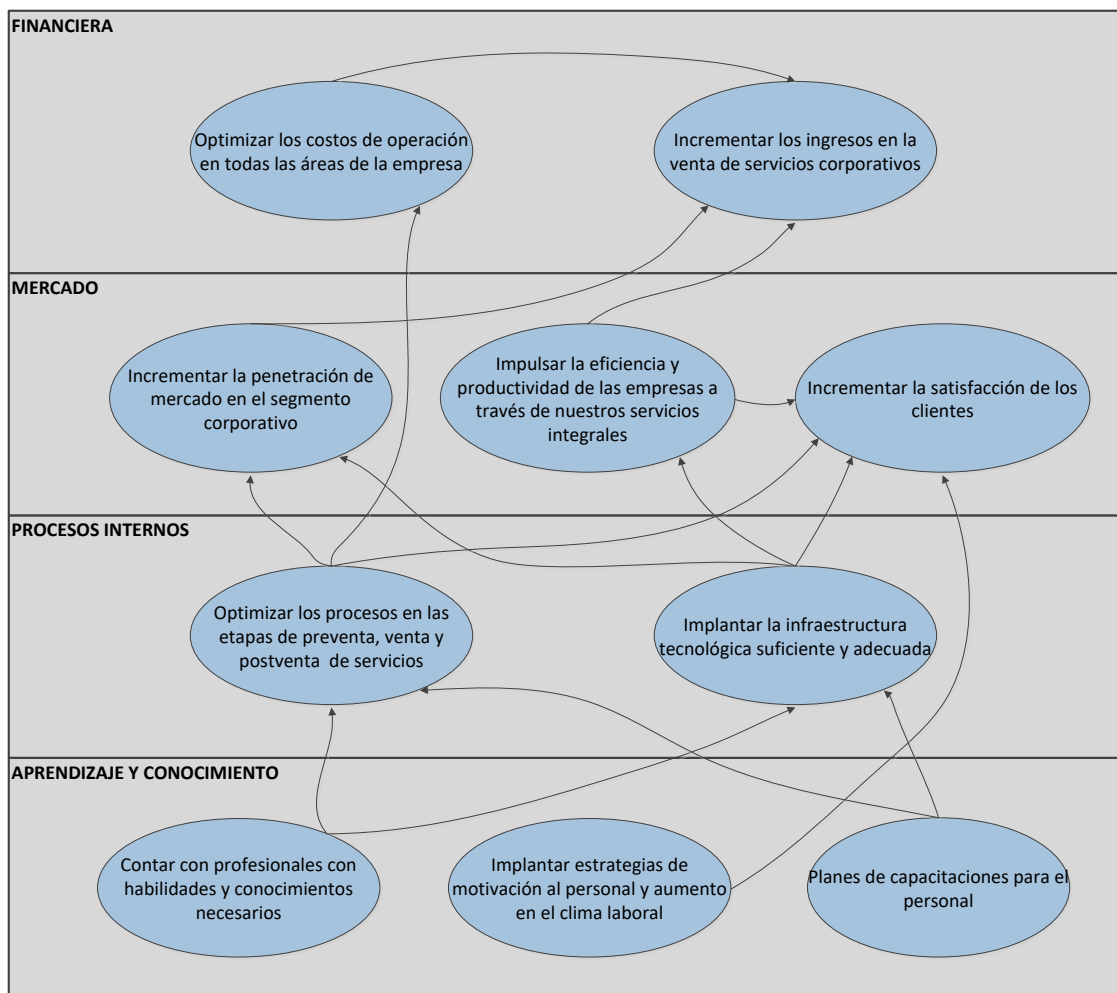 FINANCIERA
Optimizar los costos de operación
en todas las áreas de la empresa
Incrementar los ingresos en la
venta de servicios corporativos
MERCADO
Incrementar la penetración de
mercado en el segmento
corporativo
Impulsar la eficiencia y
productividad de las empresas a
través de nuestros servicios
integrales
Incrementar la satisfacción de los
clientes
PROCESOS INTERNOS
Optimizar los procesos en las
etapas de preventa, venta y
postventa de servicios
Implantar la infraestructura
tecnológica suficiente y adecuada
APRENDIZAJE Y CONOCIMIENTO
Contar con profesionales con
habilidades y conocimientos
necesarios
Implantar estrategias de
motivación al personal y aumento
en el clima laboral
Planes de capacitaciones para el
personal